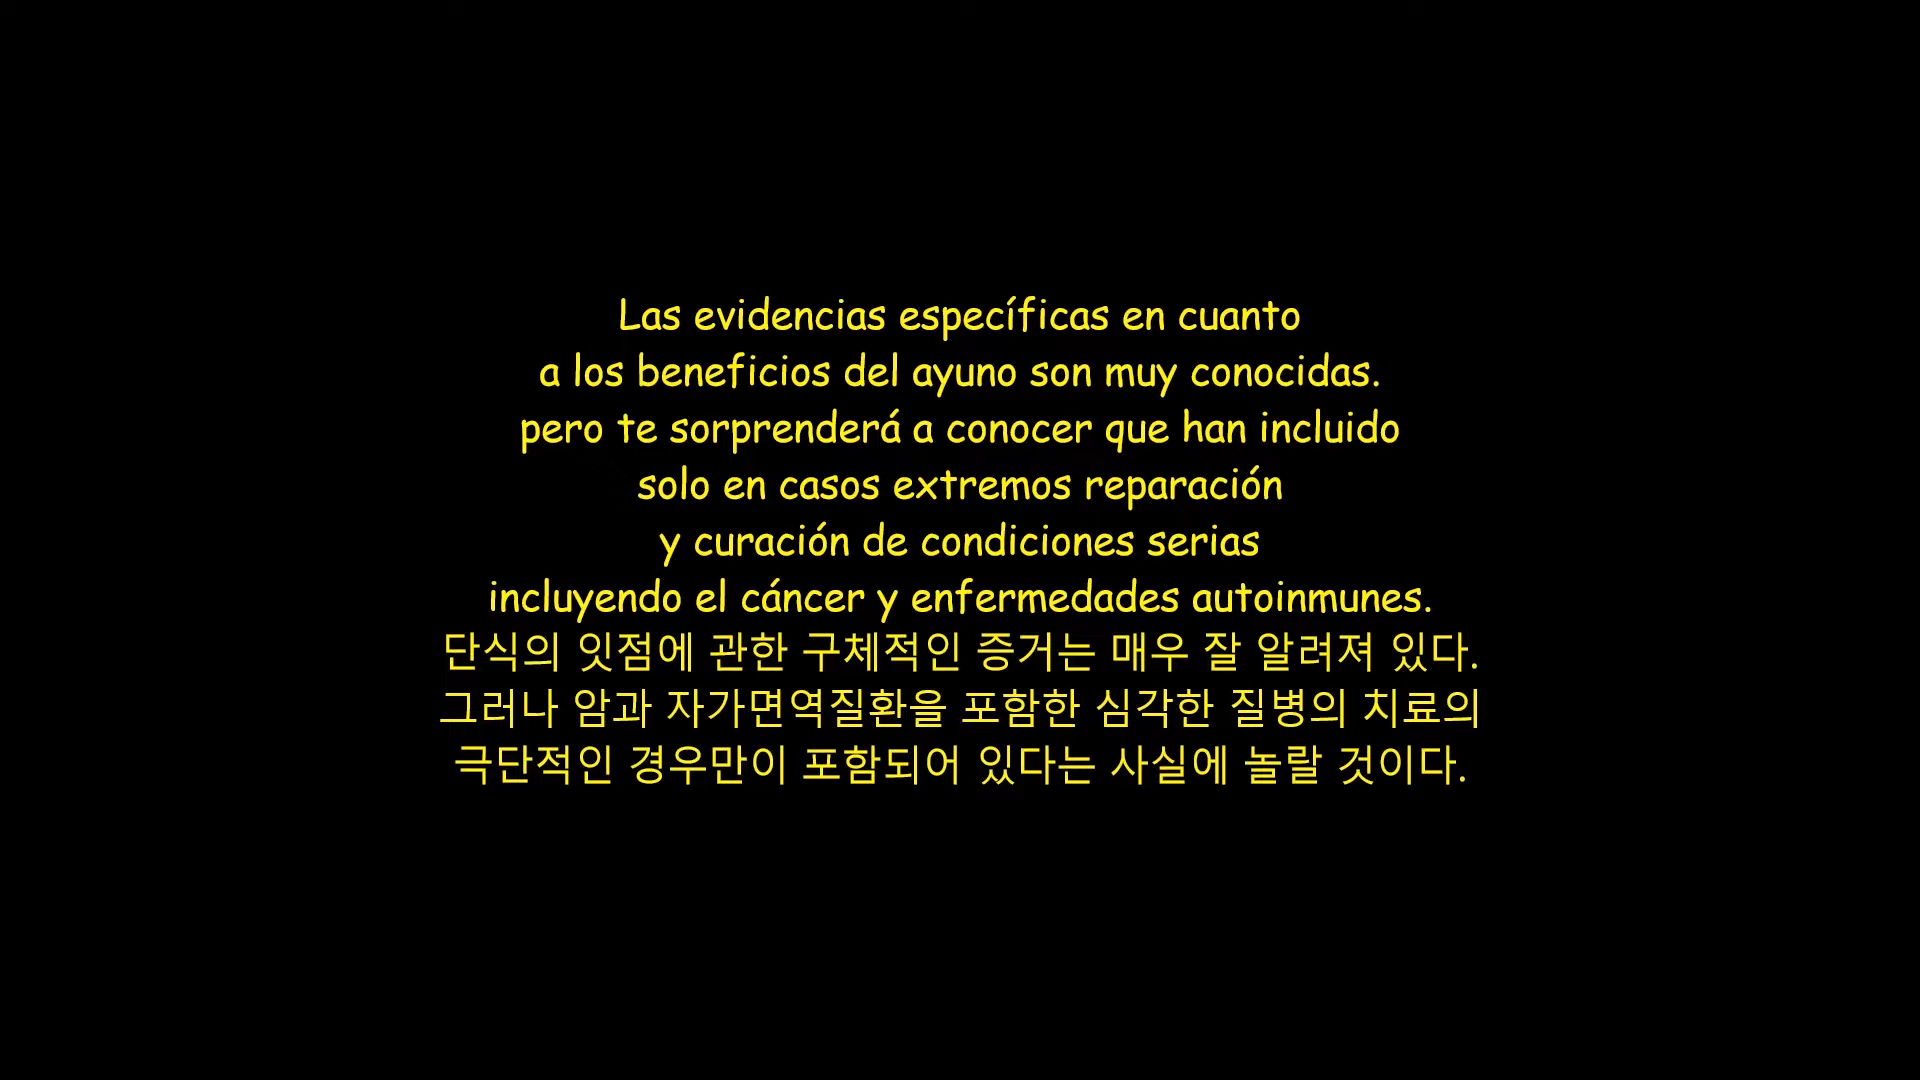 Las evidencias específicas en cuanto
a los beneficios del ayuno son muy conocidas.
pero te sorprenderá a conocer que han incluido
solo en casos extremos reparación
y curación de condiciones serias
incluyendo el cáncer y enfermedades autoinmunes.
단식의 잇점에 관한 구체적인 증거는 매우 잘 알려져 있다.
그러나 암과 자가면역질환을 포함한 심각한 질병의 치료의
극단적인 경우만이 포함되어 있다는 사실에 놀랄 것이다.